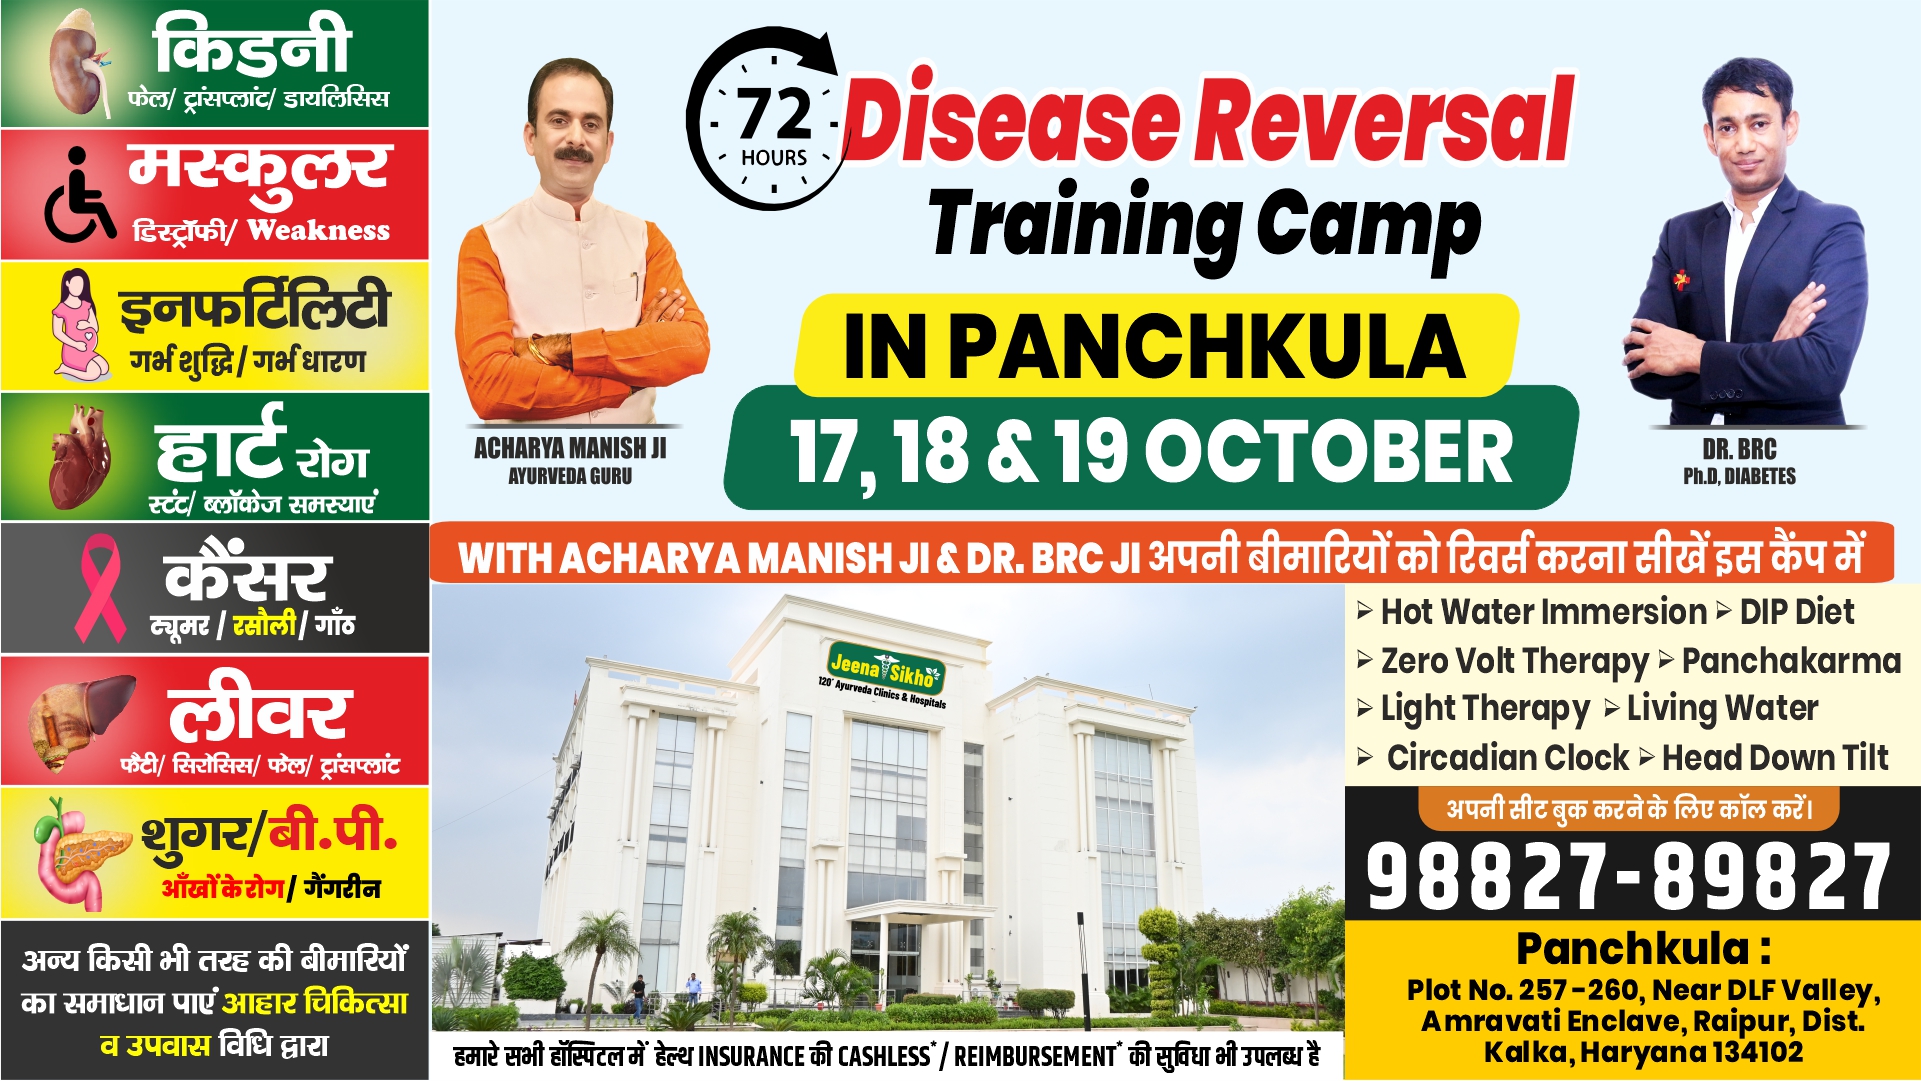 किडनी
फेल/ ट्रांसप्लांट/ डायलिसिस
मस्कुलर
डिस्ट्रॉफी/ Weakness
इनफर्टिलिटी
गर्भ शुद्धि / गर्भ धारण
हार्ट रोग
स्टंट/ ब्लॉकेज समस्याएं
कैंसर
ट्यूमर / रसौली/ गाँठ
लीवर
फैटी/ सिरोसिस/ फेल/ ट्रांसप्लांट
शुगर/बी.पी.
आँखों के रोग/ गैंगरीन
अन्य किसी भी तरह की बीमारियों
का समाधान पाएं आहार चिकित्सा
व उपवास विधि द्वारा
72
HOURS
Disease Reversal
Training Camp
IN PANCHKULA
17, 18 & 19 OCTOBER
ACHARYA MANISH JI
AYURVEDA GURU
DR. BRC
Ph.D, DIABETES
WITH ACHARYA MANISH JI & DR. BRC JI अपनी बीमारियों को रिवर्स करना सीखें इस कैंप में
Jeena Sikho
120+ Ayurveda Clinics & Hospitals
हमारे सभी हॉस्पिटल में हेल्थ INSURANCE की CASHLESS* / REIMBURSEMENT* की सुविधा भी उपलब्ध है
➢ Hot Water Immersion ➢ DIP Diet
➢ Zero Volt Therapy ➢ Panchakarma
➢ Light Therapy ➢ Living Water
➢ Circadian Clock ➢ Head Down Tilt
अपनी सीट बुक करने के लिए कॉल करें।
98827-89827
Panchkula :
Plot No. 257 -260, Near DLF Valley,
Amravati Enclave, Raipur, Dist.
Kalka, Haryana 134102